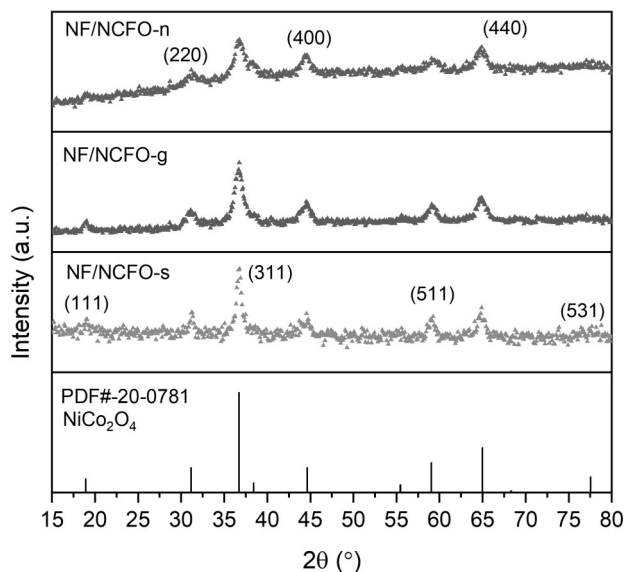 NF/NCFO-n
(220)
(400)
(440)
NF/NCFO-g
NF/NCFO-s
(111)
(311)
(511)
(531)
PDF#-20-0781
NiCo₂O₄
Intensity (a.u.)
15 20 25 30 35 40 45 50 55 60 65 70 75 80
2θ (°)